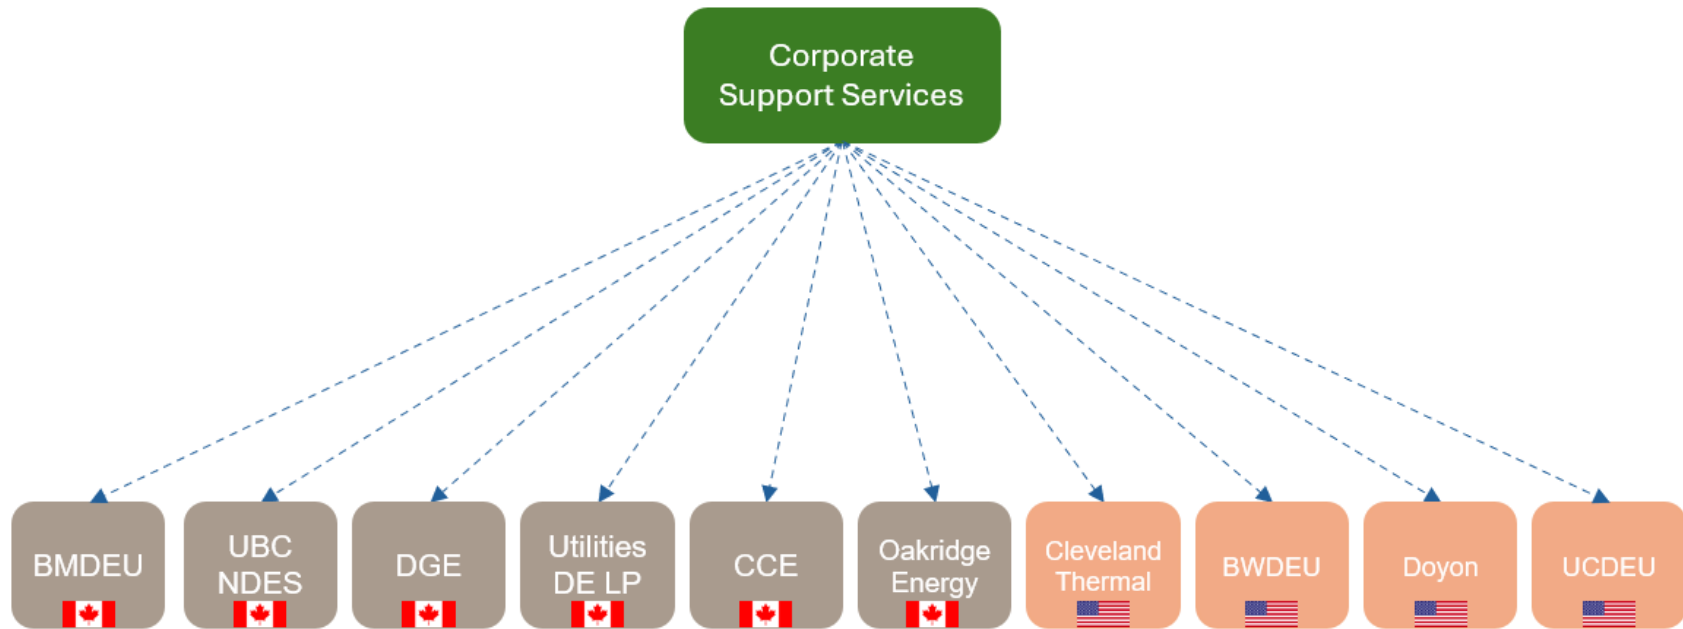 Corporate
Support Services
BMDEU
UBC
NDES
DGE
Utilities
DE LP
CCE
Oakridge
Energy
Cleveland
Thermal
BWDEU
Doyon
UCDEU